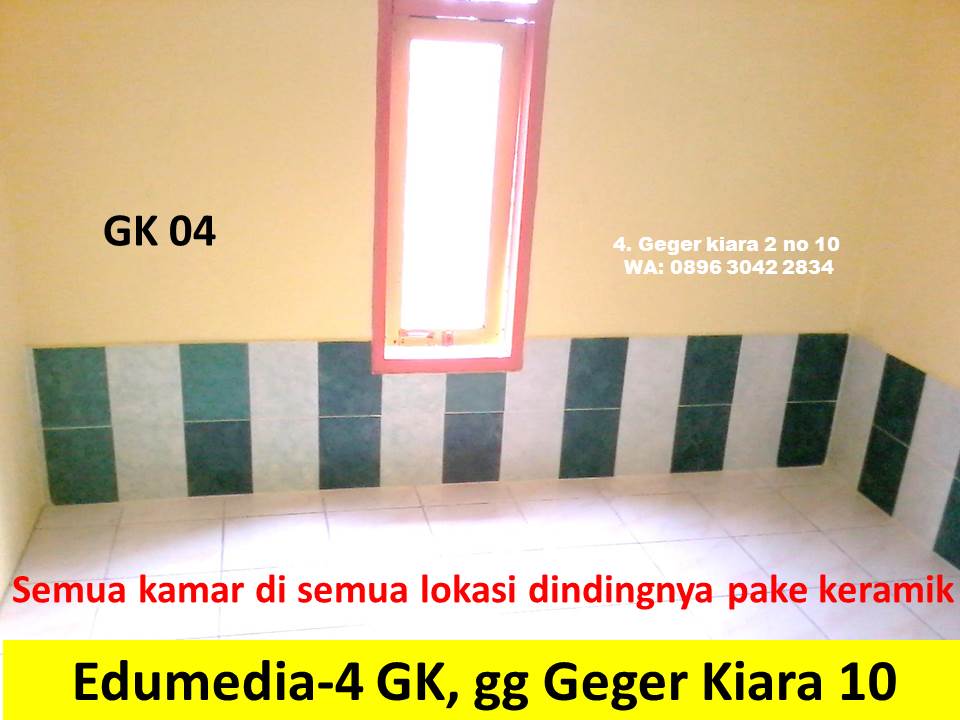 GK 04
4. Geger kiara 2 no 10
WA: 0896 3042 2834
Semua kamar di semua lokasi dindingnya pake keramik
Edumedia-4 GK, gg Geger Kiara 10